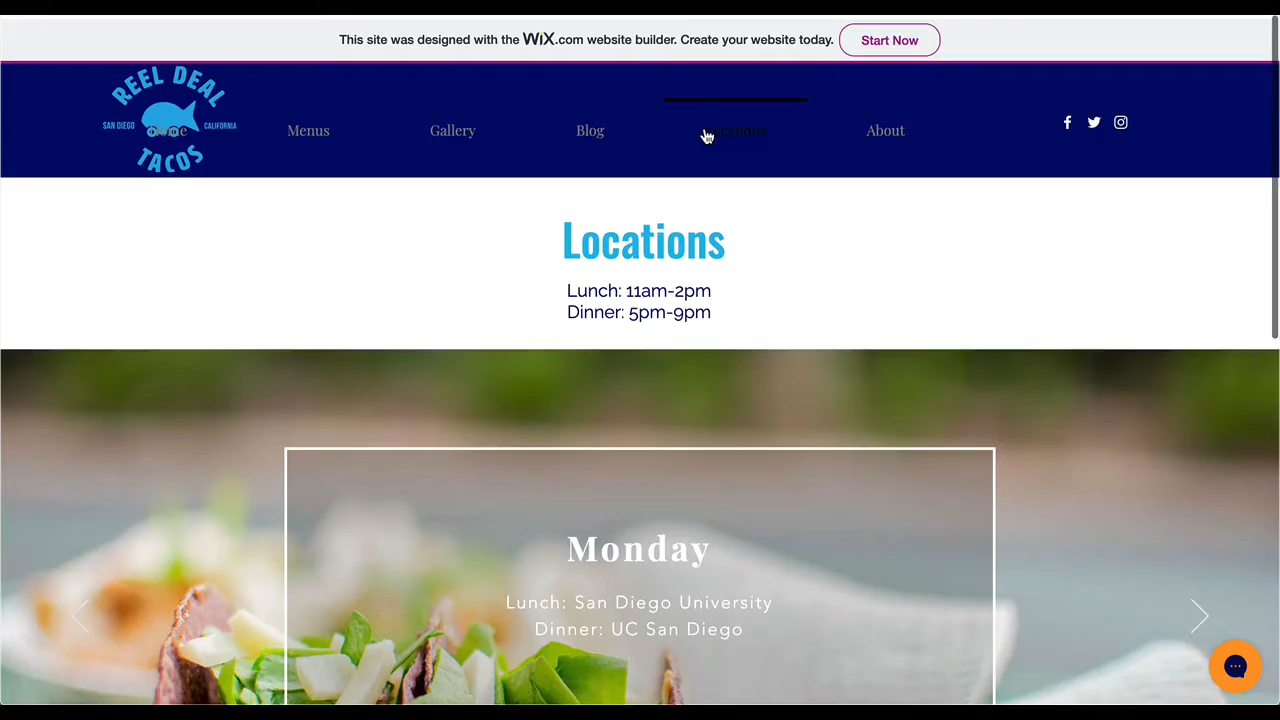 This site was designed with the WiX.com website builder. Create your website today.
Start Now
REEL DEAL
SAN DIEGO
CALIFORNIA
TACOS
Home
Menus
Gallery
Blog
Locations
About
Locations
Lunch: 11am-2pm
Dinner: 5pm-9pm
Monday
Lunch: San Diego University
Dinner: UC San Diego